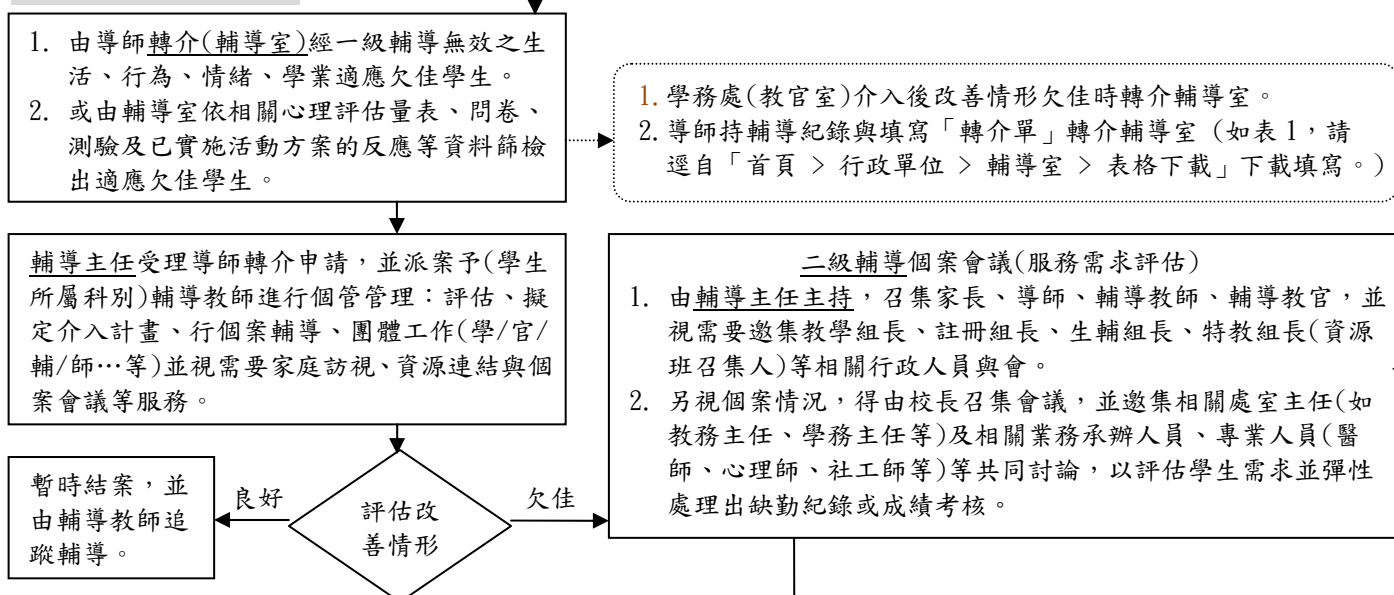 1. 由導師轉介(輔導室)經一級輔導無效之生
活、行為、情緒、學業適應欠佳學生。
2. 或由輔導室依相關心理評估量表、問卷、
測驗及已實施活動方案的反應等資料篩檢
出適應欠佳學生。
1.學務處(教官室)介入後改善情形欠佳時轉介輔導室。
2.導師持輔導紀錄與填寫「轉介單」轉介輔導室（如表 1，請
逕自「首頁 > 行政單位 > 輔導室 > 表格下載」下載填寫。)
輔導主任受理導師轉介申請，並派案予(學生
所屬科別)輔導教師進行個管管理：評估、擬
定介入計畫、行個案輔導、團體工作(學/官/
輔/師…等)並視需要家庭訪視、資源連結與個
案會議等服務。
二級輔導個案會議(服務需求評估)
1. 由輔導主任主持，召集家長、導師、輔導教師、輔導教官，並
視需要邀集教學組長、註冊組長、生輔組長、特教組長(資源
班召集人)等相關行政人員與會。
2. 另視個案情況，得由校長召集會議，並邀集相關處室主任(如
教務主任、學務主任等)及相關業務承辦人員、專業人員(醫
師、心理師、社工師等)等共同討論，以評估學生需求並彈性
處理出缺勤紀錄或成績考核。
暫時結案，並
由輔導教師追
蹤輔導。
良好
評估改
善情形
欠佳